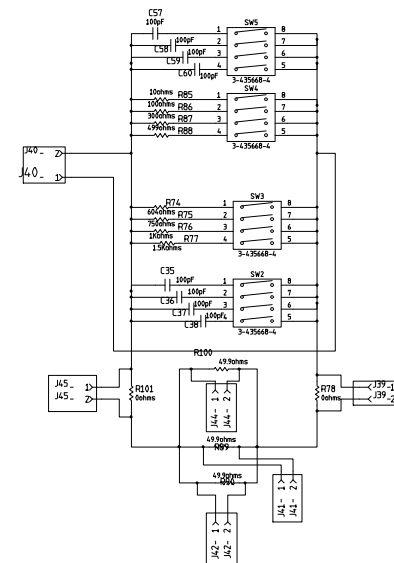 C57
100pF
SW5
1 8
C58 100pF 2 7
C59 100pF 3 6
C60 100pF 4 5
3-435668-4
SW4
10ohms R85 1 8
100ohms R86 2 7
300ohms R87 3 6
499ohms R88 4 5
3-435668-4
J40_ 2
J40_ 1
SW3
R74 1 8
604ohms R75 2 7
750ohms R76 3 6
1Kohms R77 4 5
1.5Kohms
3-435668-4
SW2
C35 100pF 1 8
C36 100pF 2 7
C37 100pF 3 6
C38 100pF 4 5
3-435668-4
R100
49.9ohms
J45_ 1
J45_ 2
R101
0ohms
J44- 1
J44- 2
R78
0ohms
J39_1
J39_2
49.9ohms
R89
49.9ohms
R90
J41- 1
J41- 2
J42- 1
J42- 2